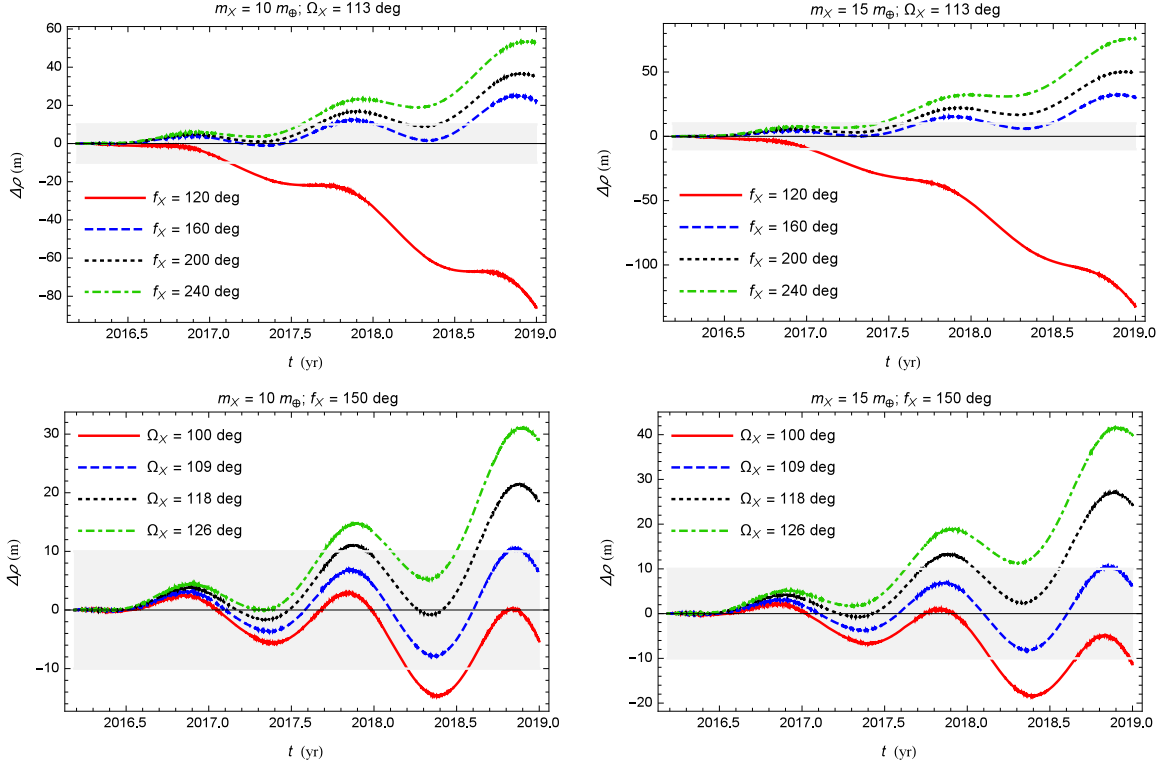 m_X = 10 m_⊕; Ω_X = 113 deg
60
40
20
0
−20
−40
−60
−80
Δρ (m)
f_X = 120 deg
f_X = 160 deg
f_X = 200 deg
f_X = 240 deg
2016.5 2017.0 2017.5 2018.0 2018.5 2019.0
t (yr)
m_X = 15 m_⊕; Ω_X = 113 deg
50
0
−50
−100
Δρ (m)
f_X = 120 deg
f_X = 160 deg
f_X = 200 deg
f_X = 240 deg
2016.5 2017.0 2017.5 2018.0 2018.5 2019.0
t (yr)
m_X = 10 m_⊕; f_X = 150 deg
30
20
10
0
−10
Δρ (m)
Ω_X = 100 deg
Ω_X = 109 deg
Ω_X = 118 deg
Ω_X = 126 deg
2016.5 2017.0 2017.5 2018.0 2018.5 2019.0
t (yr)
m_X = 15 m_⊕; f_X = 150 deg
40
30
20
10
0
−10
−20
Δρ (m)
Ω_X = 100 deg
Ω_X = 109 deg
Ω_X = 118 deg
Ω_X = 126 deg
2016.5 2017.0 2017.5 2018.0 2018.5 2019.0
t (yr)